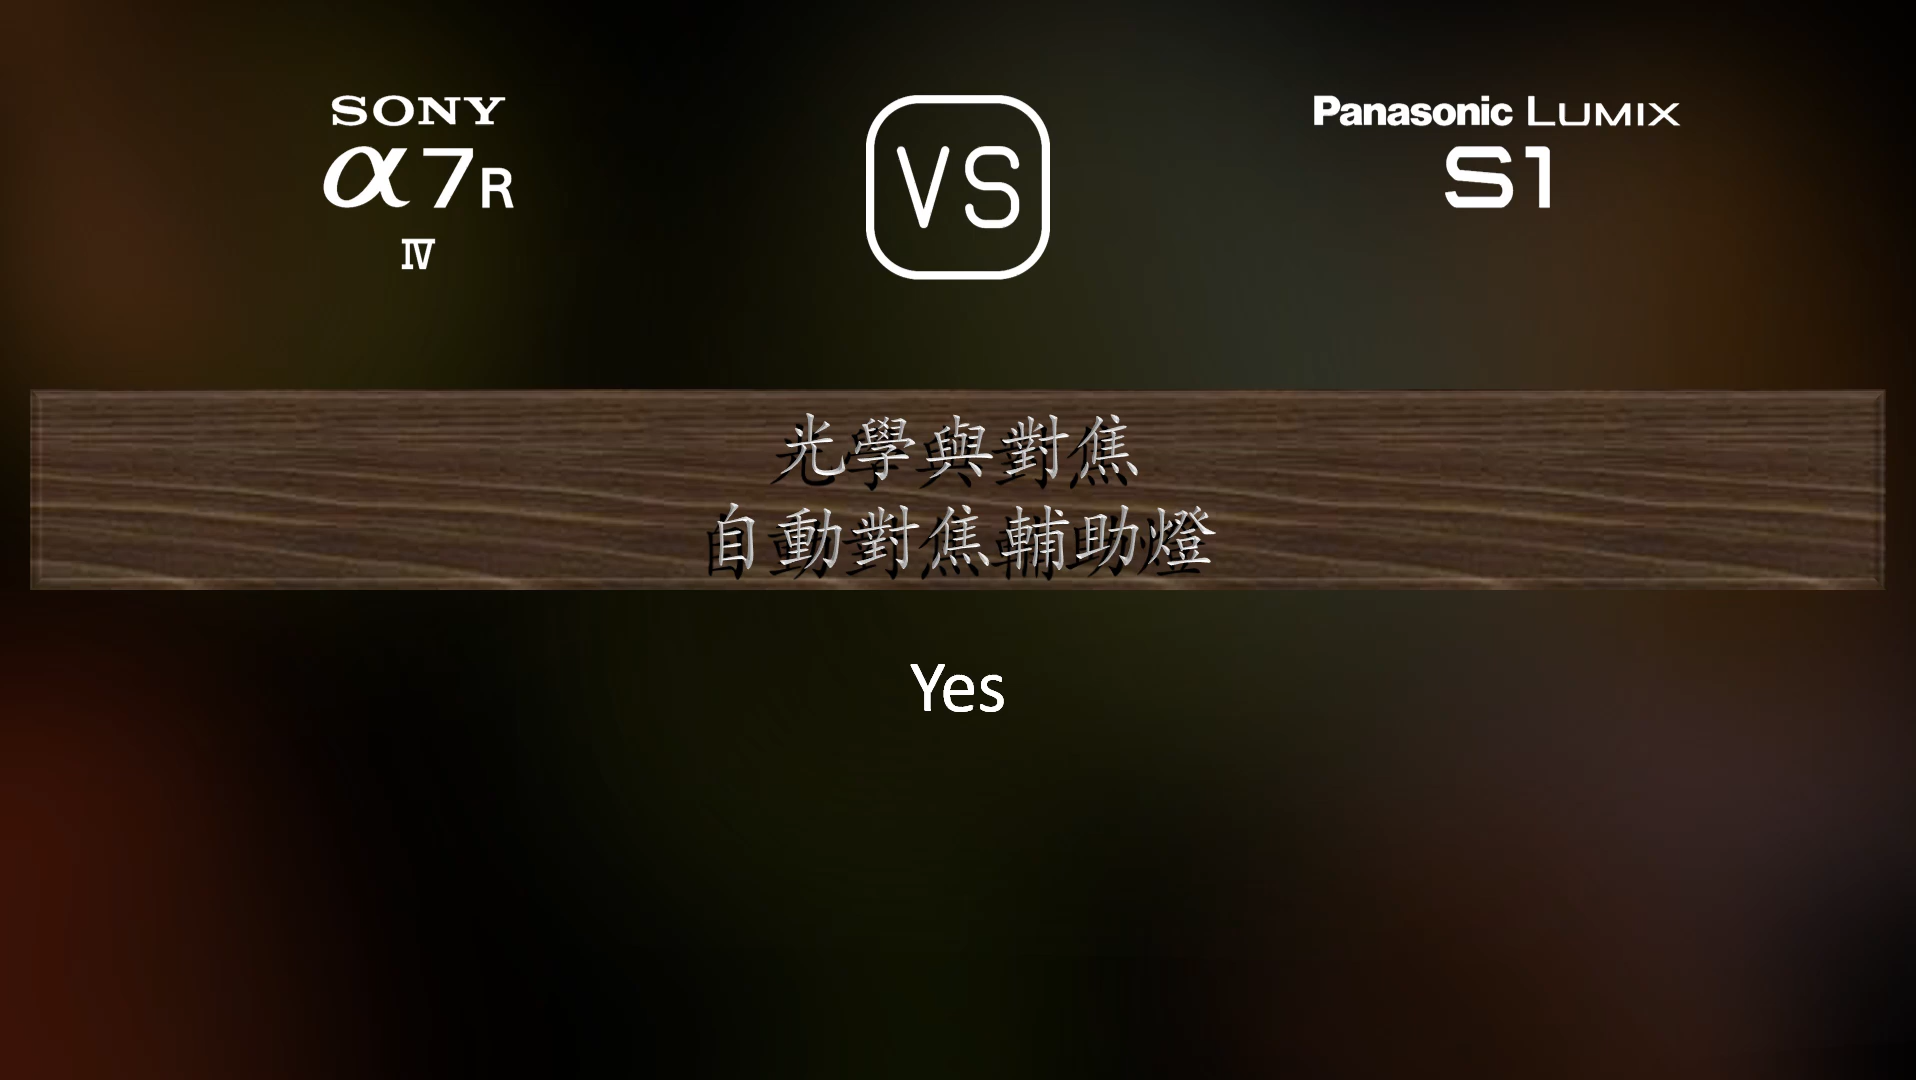 SONY
α7R
IV
VS
Panasonic LUMIX
S1
光學與對焦
自動對焦輔助燈
Yes